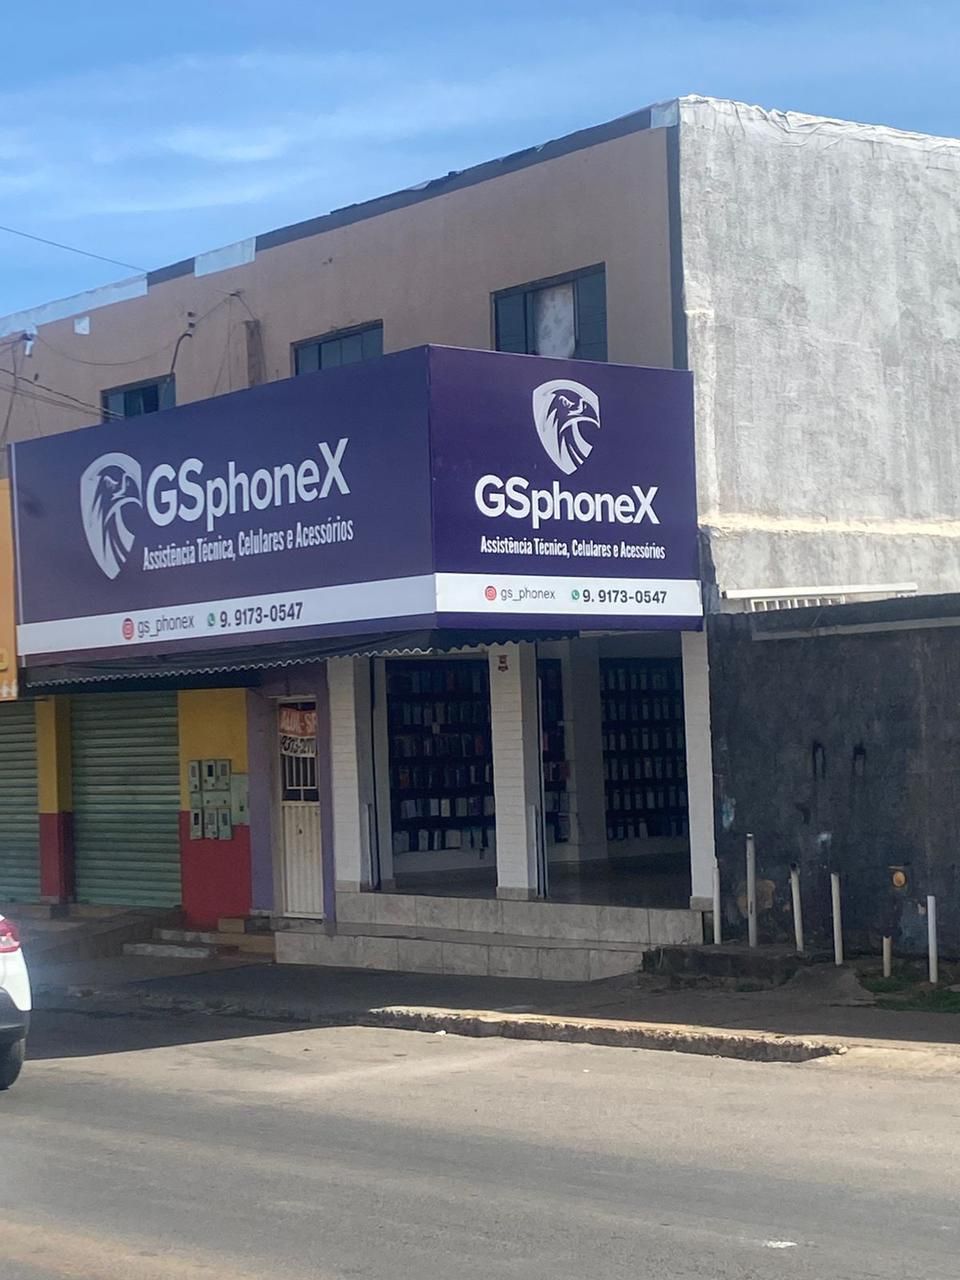 GSphoneX
Assistência Técnica, Celulares e Acessórios
gs_phonex 9. 9173-0547
GSphoneX
Assistência Técnica, Celulares e Acessórios
gs_phonex 9. 9173-0547